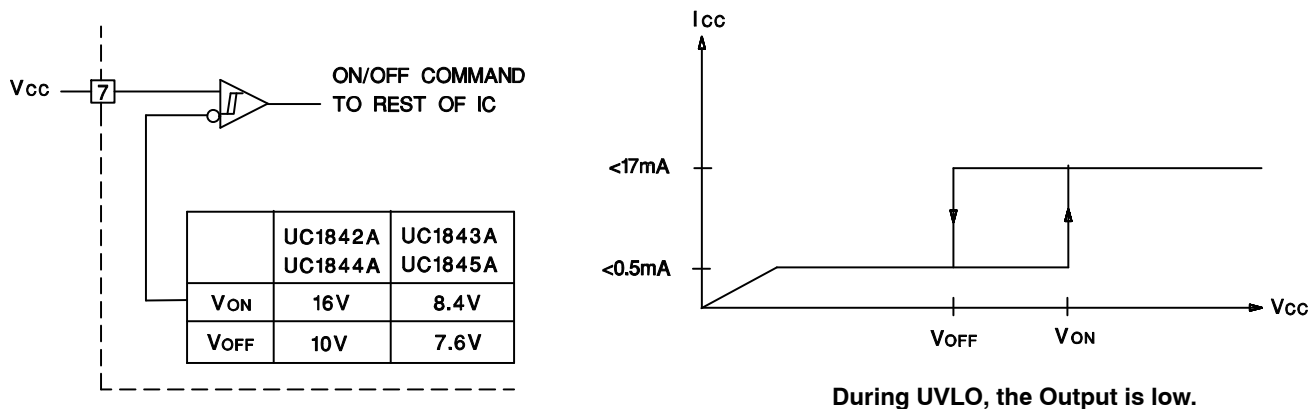 Vcc
7
ON/OFF COMMAND
TO REST OF IC
UC1842A UC1843A
UC1844A UC1845A
VON 16V 8.4V
VOFF 10V 7.6V
Icc
<17mA
<0.5mA
Vcc
VOFF VON
During UVLO, the Output is low.